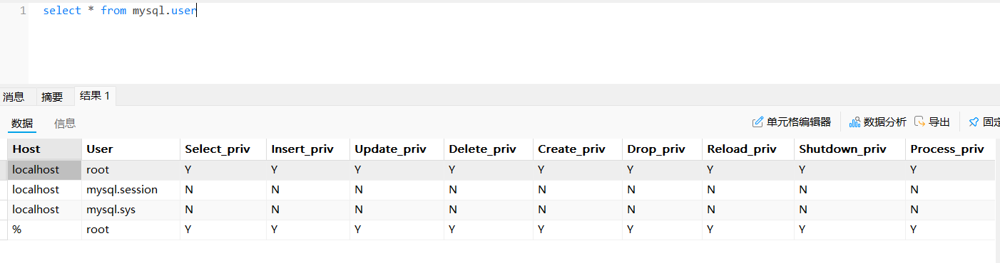 1 select * from mysql.user
消息 摘要 结果 1
数据 信息 单元格编辑器 数据分析 导出
Host User Select_priv Insert_priv Update_priv Delete_priv Create_priv Drop_priv Reload_priv Shutdown_priv Process_priv
localhost root Y Y Y Y Y Y Y Y Y
localhost mysql.session N N N N N N N N N
localhost mysql.sys N N N N N N N N N
% root Y Y Y Y Y Y Y Y Y